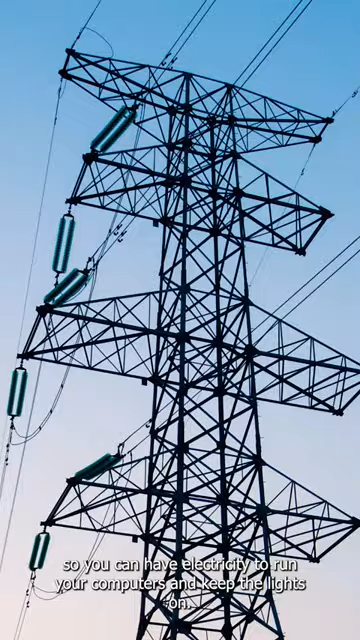 so you can have electricity to run
your computers and keep the lights
on.